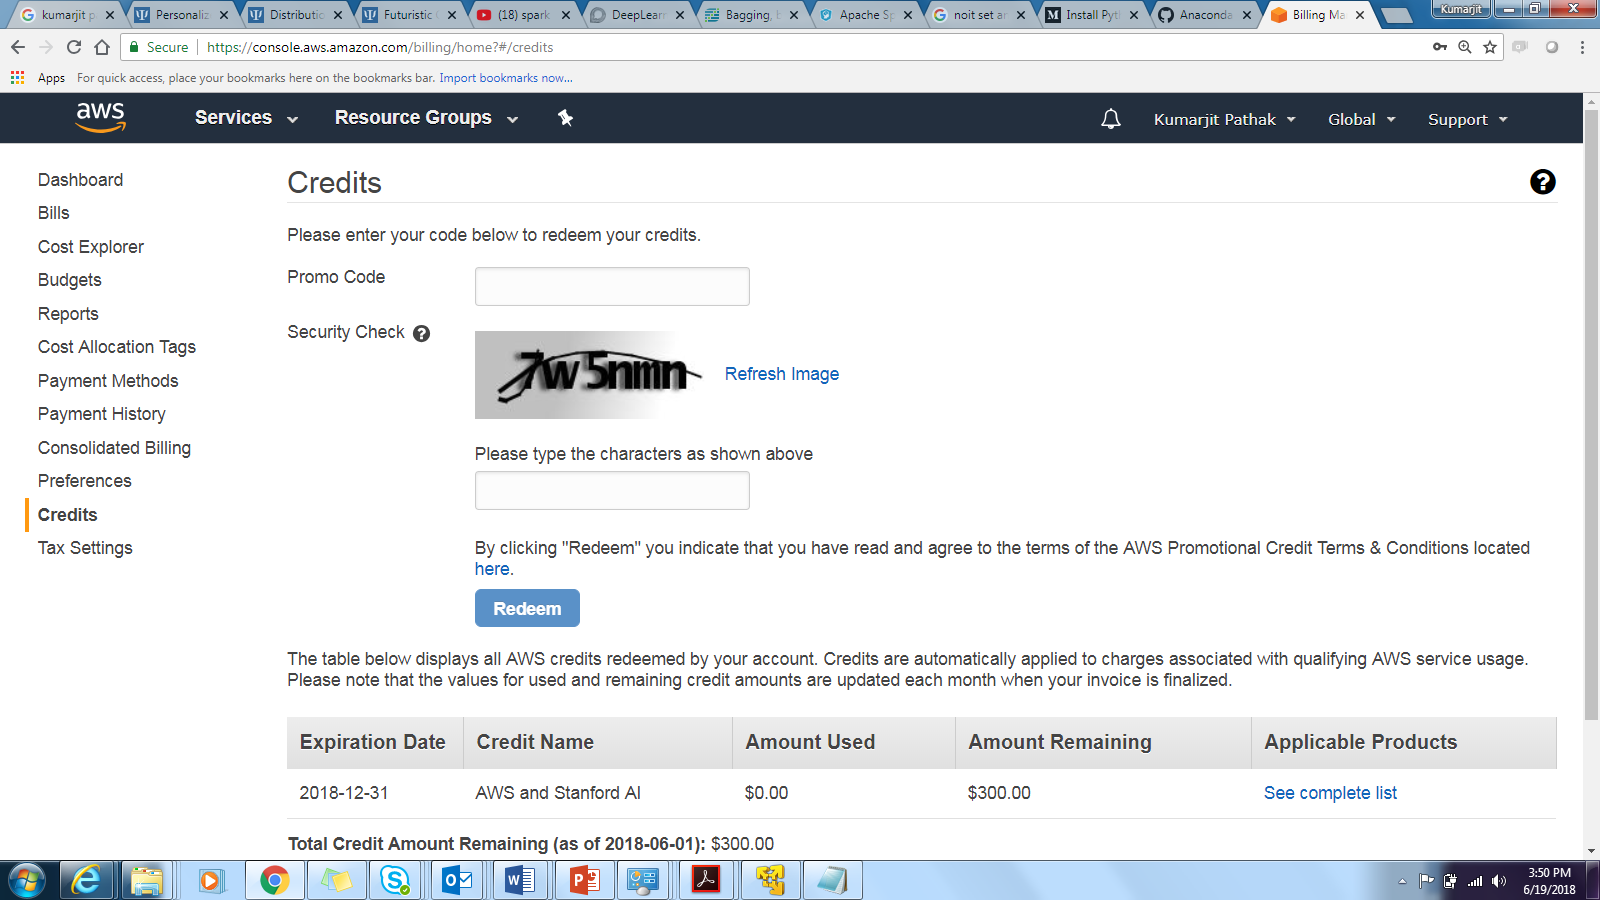 kumarjit p
Personaliz
Distributio
Futuristic
(18) spark
DeepLearn
Bagging, b
Apache Sp
noit set an
Install Pyth
Anaconda
Billing Ma
Kumarjit
Secure
https://console.aws.amazon.com/billing/home?#/credits
Apps For quick access, place your bookmarks here on the bookmarks bar. Import bookmarks now...
aws Services Resource Groups Kumarjit Pathak Global Support
Dashboard
Bills
Cost Explorer
Budgets
Reports
Cost Allocation Tags
Payment Methods
Payment History
Consolidated Billing
Preferences
Credits
Tax Settings
Credits
Please enter your code below to redeem your credits.
Promo Code
Security Check
7w5nmn
Refresh Image
Please type the characters as shown above
By clicking "Redeem" you indicate that you have read and agree to the terms of the AWS Promotional Credit Terms & Conditions located
here.
Redeem
The table below displays all AWS credits redeemed by your account. Credits are automatically applied to charges associated with qualifying AWS service usage.
Please note that the values for used and remaining credit amounts are updated each month when your invoice is finalized.
Expiration Date Credit Name Amount Used Amount Remaining Applicable Products
2018-12-31 AWS and Stanford AI $0.00 $300.00 See complete list
Total Credit Amount Remaining (as of 2018-06-01): $300.00
3:50 PM
6/19/2018